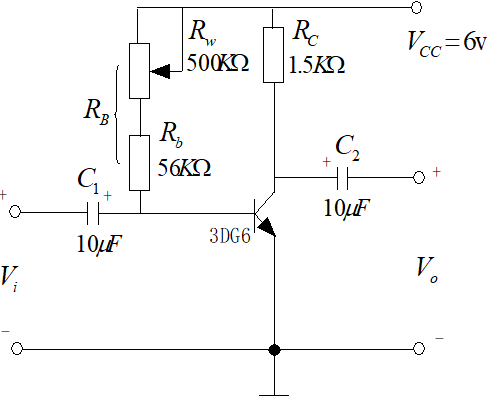 R_w
500KΩ
R_C
1.5KΩ
V_CC = 6v
R_B
R_b
56KΩ
C_1
+
+
10μF
3DG6
C_2
+
+
10μF
V_i
V_o
−
−